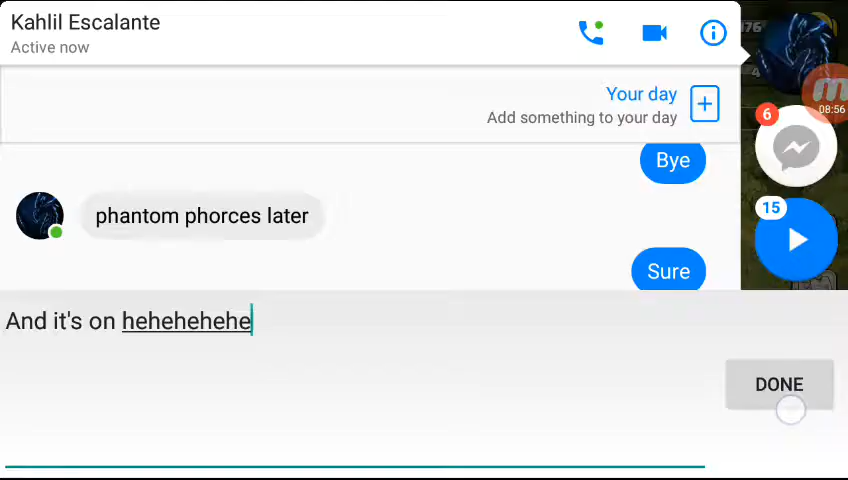 Kahlil Escalante
Active now
Your day
Add something to your day
Bye
phantom phorces later
Sure
And it's on hehehehehe
DONE
6
15
08:56